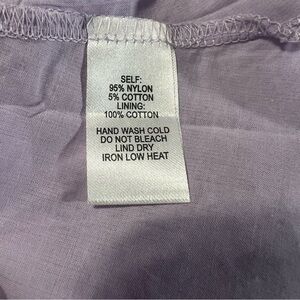 SELF:
95% NYLON
5% COTTON
LINING:
100% COTTON
HAND WASH COLD
DO NOT BLEACH
LIND DRY
IRON LOW HEAT